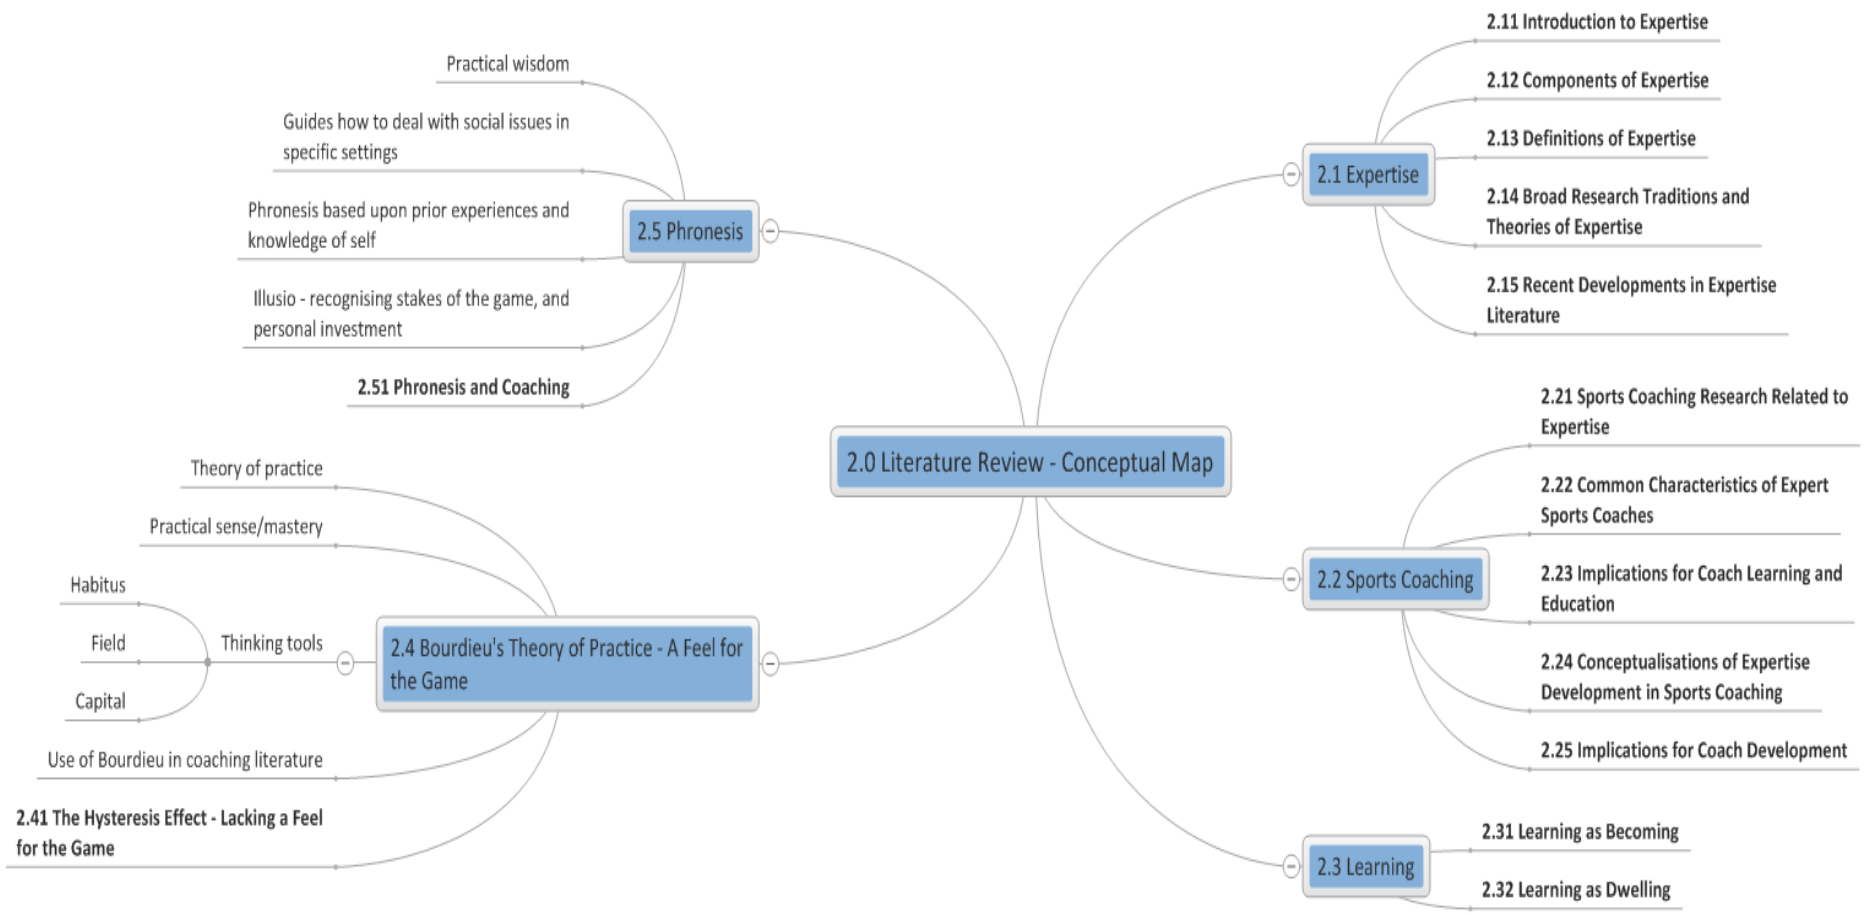 2.0 Literature Review - Conceptual Map
2.1 Expertise
2.11 Introduction to Expertise
2.12 Components of Expertise
2.13 Definitions of Expertise
2.14 Broad Research Traditions and
Theories of Expertise
2.15 Recent Developments in Expertise
Literature
2.2 Sports Coaching
2.21 Sports Coaching Research Related to
Expertise
2.22 Common Characteristics of Expert
Sports Coaches
2.23 Implications for Coach Learning and
Education
2.24 Conceptualisations of Expertise
Development in Sports Coaching
2.25 Implications for Coach Development
2.3 Learning
2.31 Learning as Becoming
2.32 Learning as Dwelling
2.4 Bourdieu's Theory of Practice - A Feel for
the Game
Theory of practice
Practical sense/mastery
Thinking tools
Habitus
Field
Capital
Use of Bourdieu in coaching literature
2.41 The Hysteresis Effect - Lacking a Feel
for the Game
2.5 Phronesis
Practical wisdom
Guides how to deal with social issues in
specific settings
Phronesis based upon prior experiences and
knowledge of self
Illusio - recognising stakes of the game, and
personal investment
2.51 Phronesis and Coaching